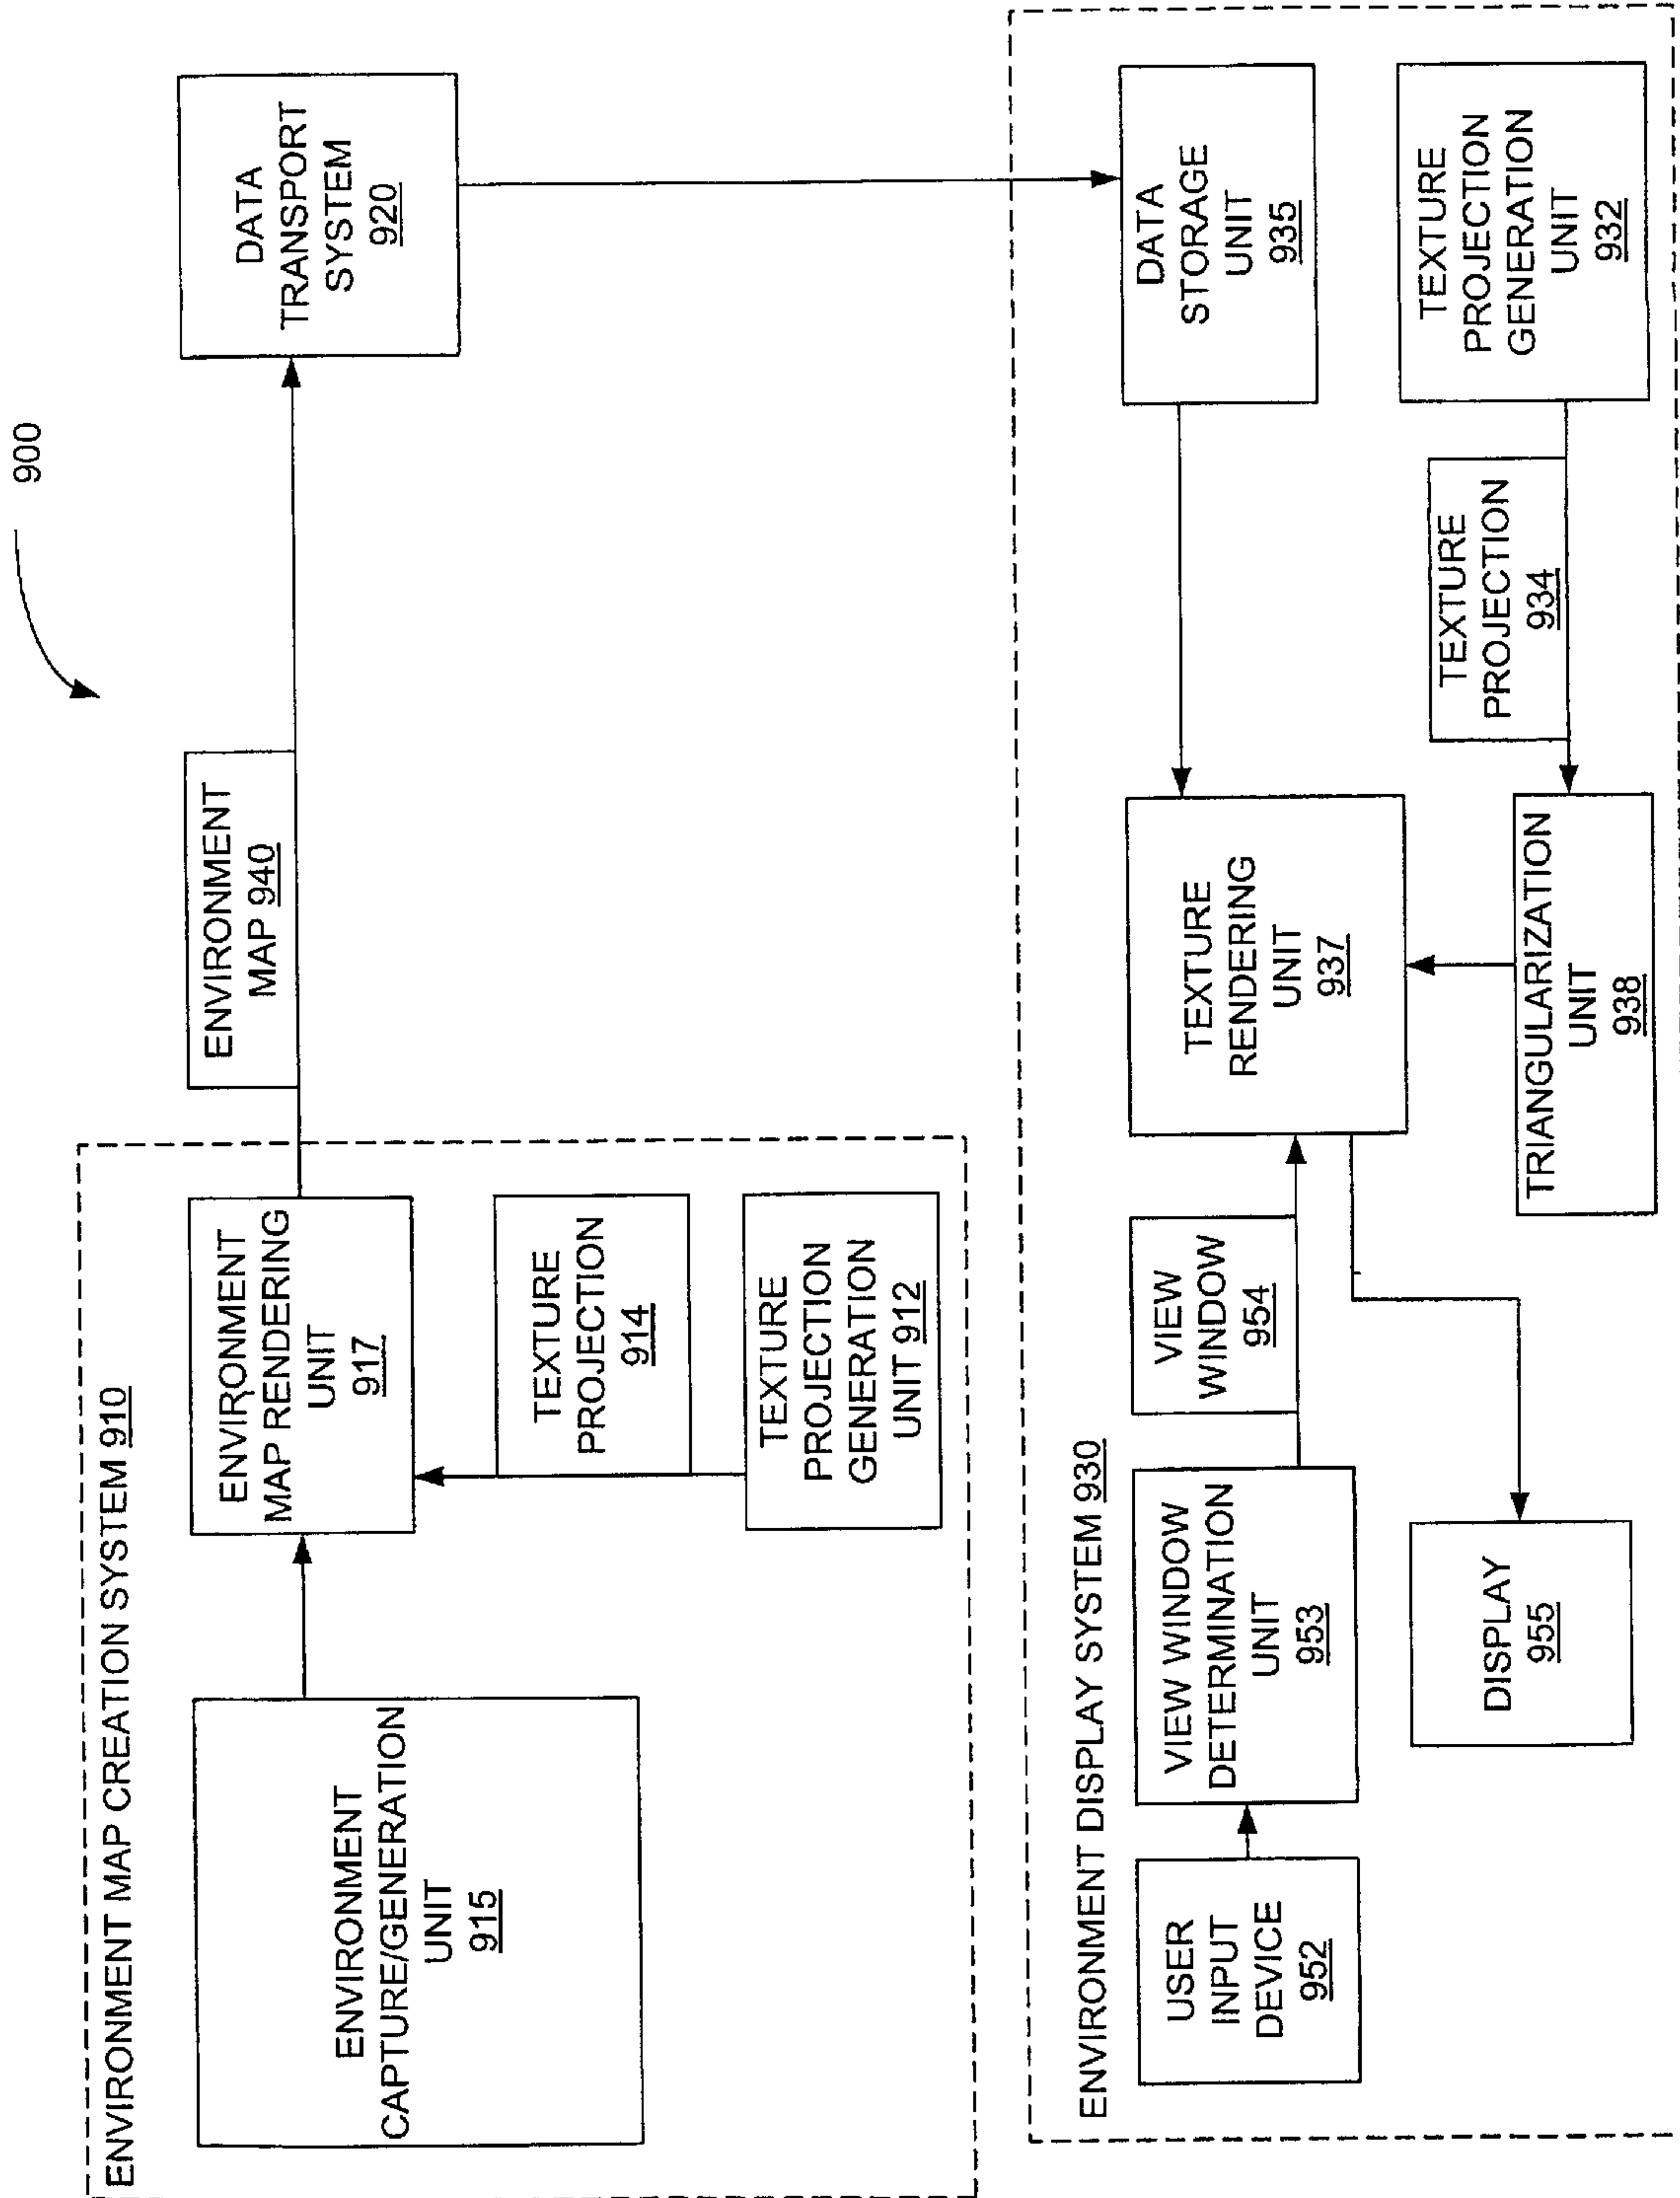 900
ENVIRONMENT MAP CREATION SYSTEM 910
ENVIRONMENT
CAPTURE/GENERATION
UNIT
915
ENVIRONMENT
MAP RENDERING
UNIT
917
TEXTURE
PROJECTION
914
TEXTURE
PROJECTION
GENERATION
UNIT 912
ENVIRONMENT
MAP 940
DATA
TRANSPORT
SYSTEM
920
ENVIRONMENT DISPLAY SYSTEM 930
USER
INPUT
DEVICE
952
VIEW WINDOW
DETERMINATION
UNIT
953
VIEW
WINDOW
954
DISPLAY
955
TEXTURE
RENDERING
UNIT
937
TRIANGULARIZATION
UNIT
938
DATA
STORAGE
UNIT
935
TEXTURE
PROJECTION
934
TEXTURE
PROJECTION
GENERATION
UNIT
932